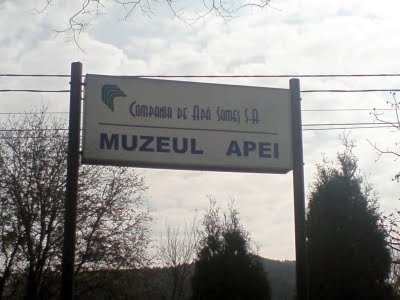 COMPANIA DE APĂ SOMEŞ S.A.
MUZEUL APEI